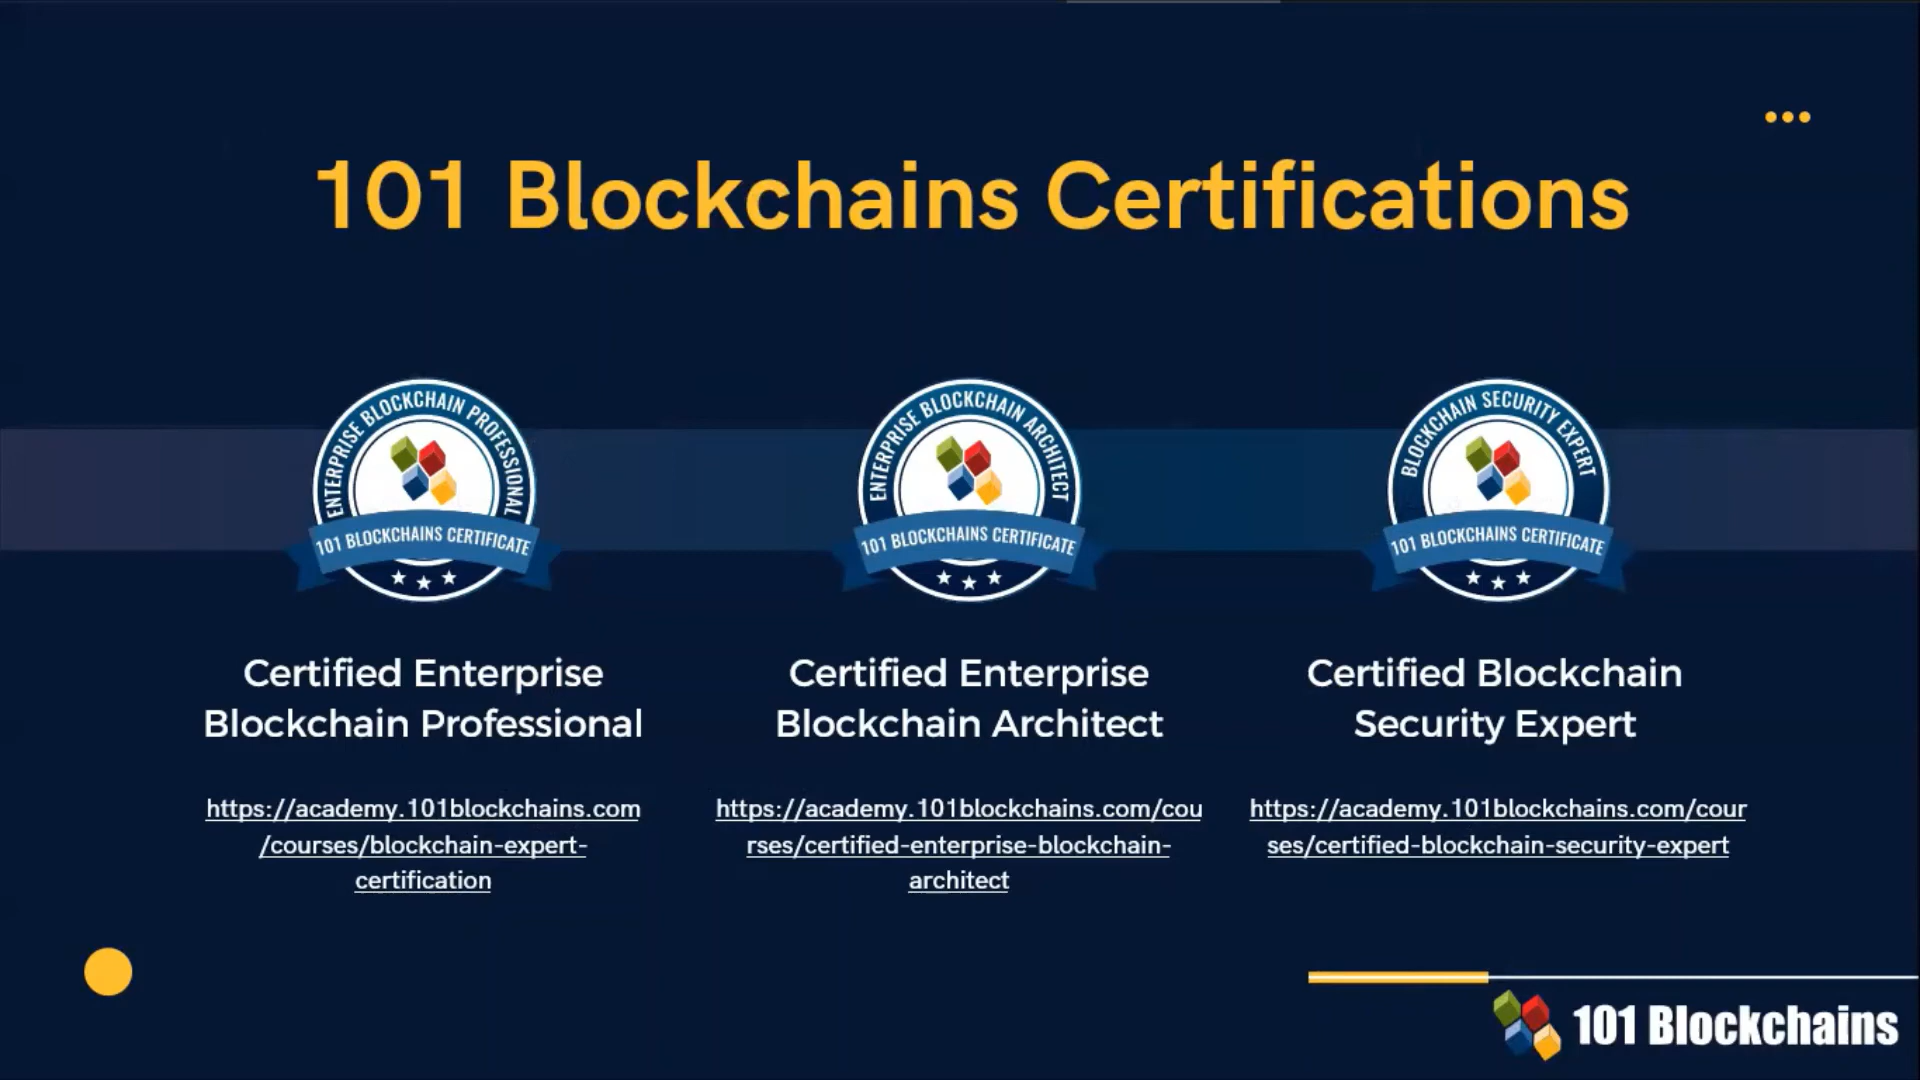 101 Blockchains Certifications
ENTERPRISE BLOCKCHAIN PROFESSIONAL
101 BLOCKCHAINS CERTIFICATE
ENTERPRISE BLOCKCHAIN ARCHITECT
101 BLOCKCHAINS CERTIFICATE
BLOCKCHAIN SECURITY EXPERT
101 BLOCKCHAINS CERTIFICATE
Certified Enterprise
Blockchain Professional
https://academy.101blockchains.com
/courses/blockchain-expert-
certification
Certified Enterprise
Blockchain Architect
https://academy.101blockchains.com/cou
rses/certified-enterprise-blockchain-
architect
Certified Blockchain
Security Expert
https://academy.101blockchains.com/cour
ses/certified-blockchain-security-expert
101 Blockchains